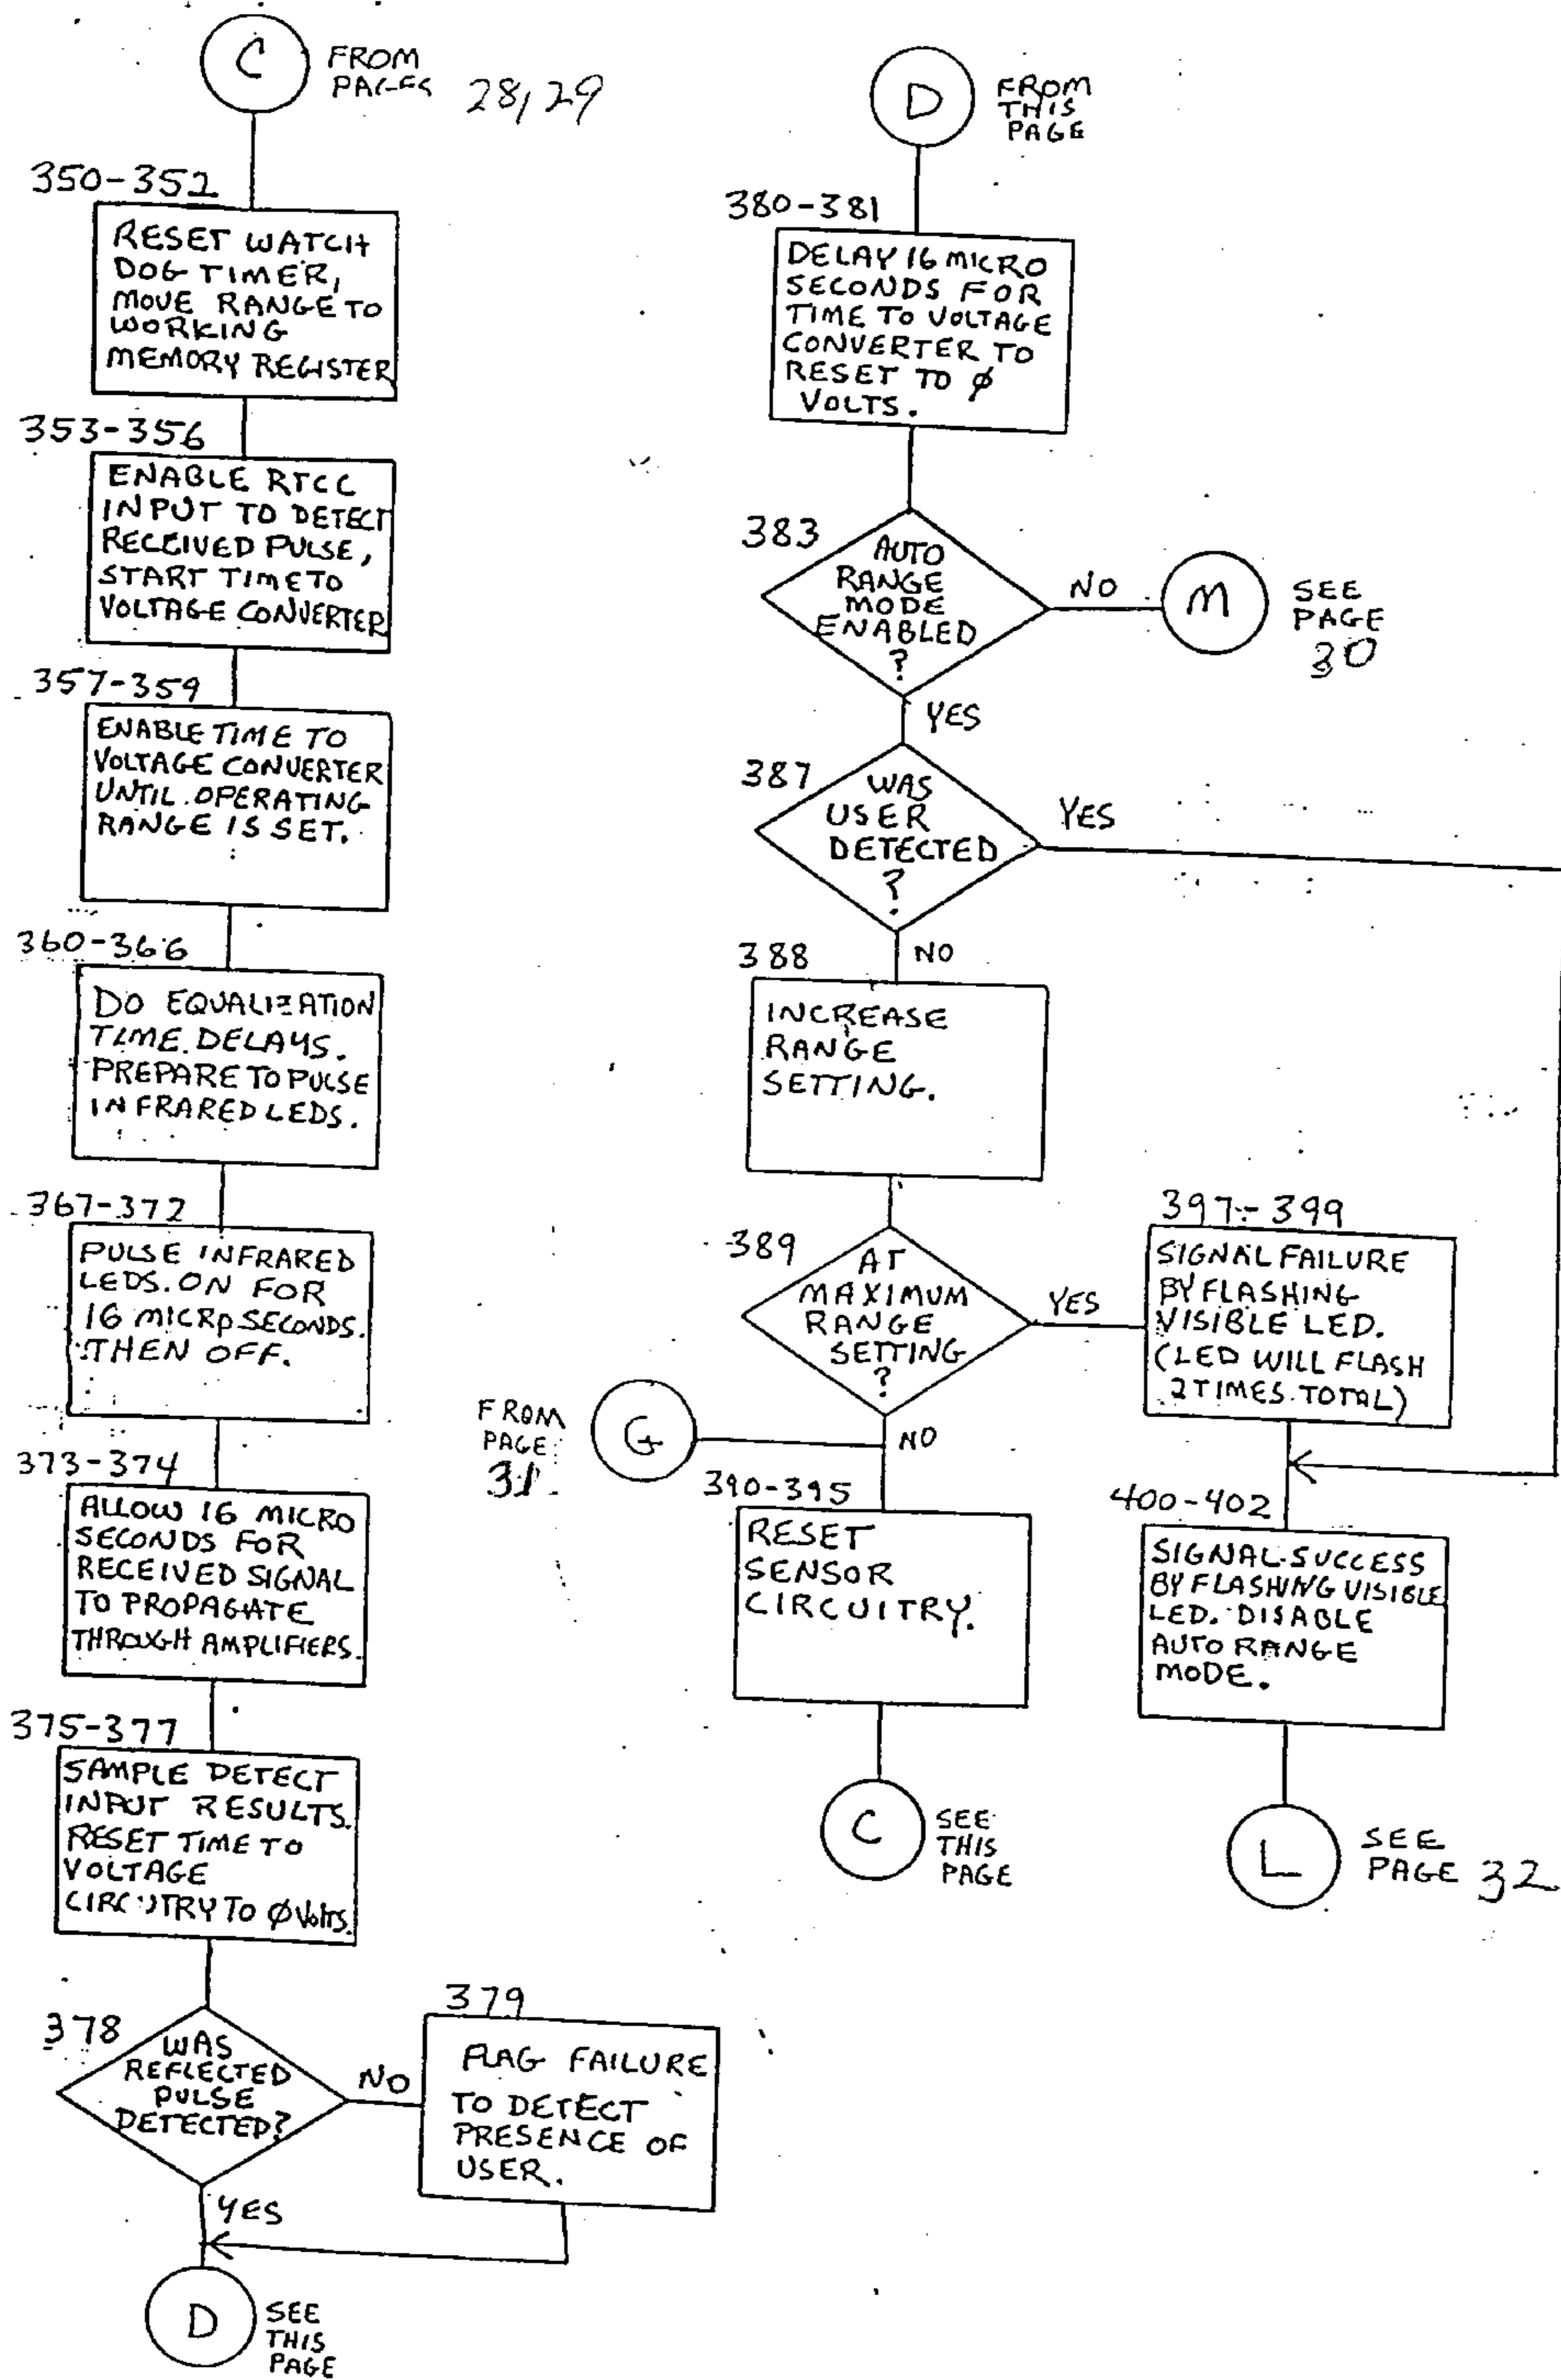 C
FROM
PAGES 28, 29
350-352
RESET WATCH
DOG TIMER,
MOVE RANGE TO
WORKING
MEMORY REGISTER
353-356
ENABLE RTCC
INPUT TO DETECT
RECEIVED PULSE,
START TIME TO
VOLTAGE CONVERTER
357-359
ENABLE TIME TO
VOLTAGE CONVERTER
UNTIL OPERATING
RANGE IS SET.
360-366
DO EQUALIZATION
TIME DELAYS.
PREPARE TO PULSE
INFRARED LEDS.
367-372
PULSE INFRARED
LEDS ON FOR
16 MICRO SECONDS.
THEN OFF.
373-374
ALLOW 16 MICRO
SECONDS FOR
RECEIVED SIGNAL
TO PROPAGATE
THROUGH AMPLIFIERS.
375-377
SAMPLE DETECT
INPUT RESULTS.
RESET TIME TO
VOLTAGE
CIRCUITRY TO Ø Volts.
378
WAS
REFLECTED
PULSE
DETECTED?
NO
379
FLAG FAILURE
TO DETECT
PRESENCE OF
USER.
YES
D
SEE
THIS
PAGE
D
FROM
THIS
PAGE
380-381
DELAY 16 MICRO
SECONDS FOR
TIME TO VOLTAGE
CONVERTER TO
RESET TO Ø
VOLTS.
383
AUTO
RANGE
MODE
ENABLED
?
NO
M
SEE
PAGE
30
YES
387
WAS
USER
DETECTED
?
YES
NO
388
INCREASE
RANGE
SETTING.
389
AT
MAXIMUM
RANGE
SETTING
?
YES
397-399
SIGNAL FAILURE
BY FLASHING
VISIBLE LED.
(LED WILL FLASH
2 TIMES TOTAL)
FROM
PAGE
31
G
NO
390-395
RESET
SENSOR
CIRCUITRY.
C
SEE
THIS
PAGE
400-402
SIGNAL SUCCESS
BY FLASHING VISIBLE
LED. DISABLE
AUTO RANGE
MODE.
L
SEE
PAGE 32